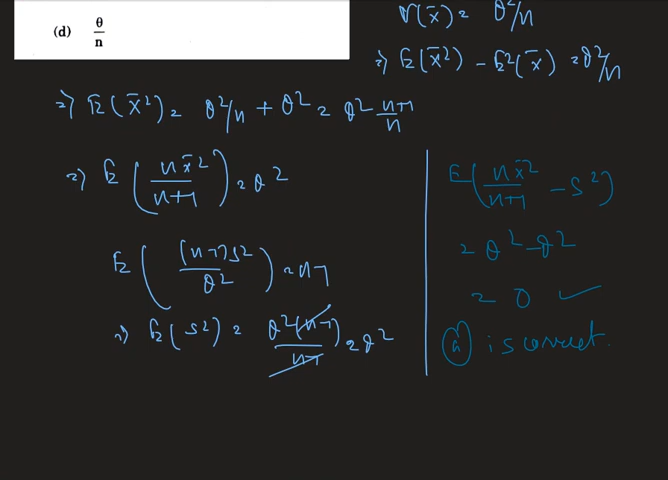 (d) θ/n
V(x̄) = θ²/n
⇒ E(x̄²) - E²(x̄) = θ²/n
⇒ E(x̄²) = θ²/n + θ² = θ² (n+1)/n
⇒ E(nx̄²/(n+1)) = θ²
E((n-1)s²/θ²) = n-1
⇒ E(s²) = θ²(n-1)/(n-1) = θ²
E(nx̄²/(n+1) - s²)
= θ² - θ²
= 0 ✓
(a) is correct.